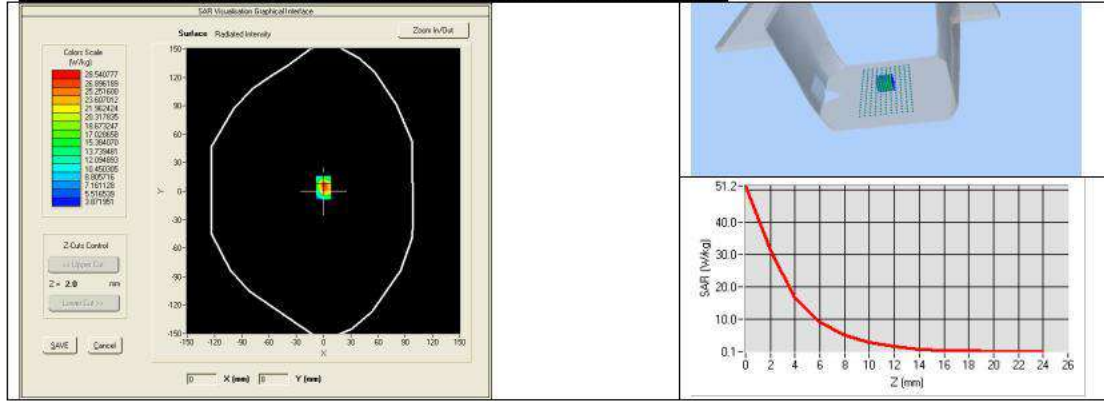 SAR Visualisation Graphical Interface
Surface Radiated Intensity
Zoom In/Out
Colors Scale
(W/kg)
28.540777
26.896189
25.251600
23.607012
21.962424
20.317835
18.673247
17.028658
15.384070
13.739481
12.094893
10.450305
8.805716
7.161128
5.516539
3.871951
Z-Cuts Control
<< Upper Cut
Z = 2.0 mm
Lower Cut >>
SAVE Cancel
150-
120-
90-
60-
30-
0-
-30-
-60-
-90-
-120-
-150-
Y
-150 -120 -90 -60 -30 0 30 60 90 120 150
X
0 X (mm) 0 Y (mm)
51.2-
40.0-
30.0-
20.0-
10.0-
0.1-
SAR (W/kg)
0 2 4 6 8 10 12 14 16 18 20 22 24 26
Z (mm)